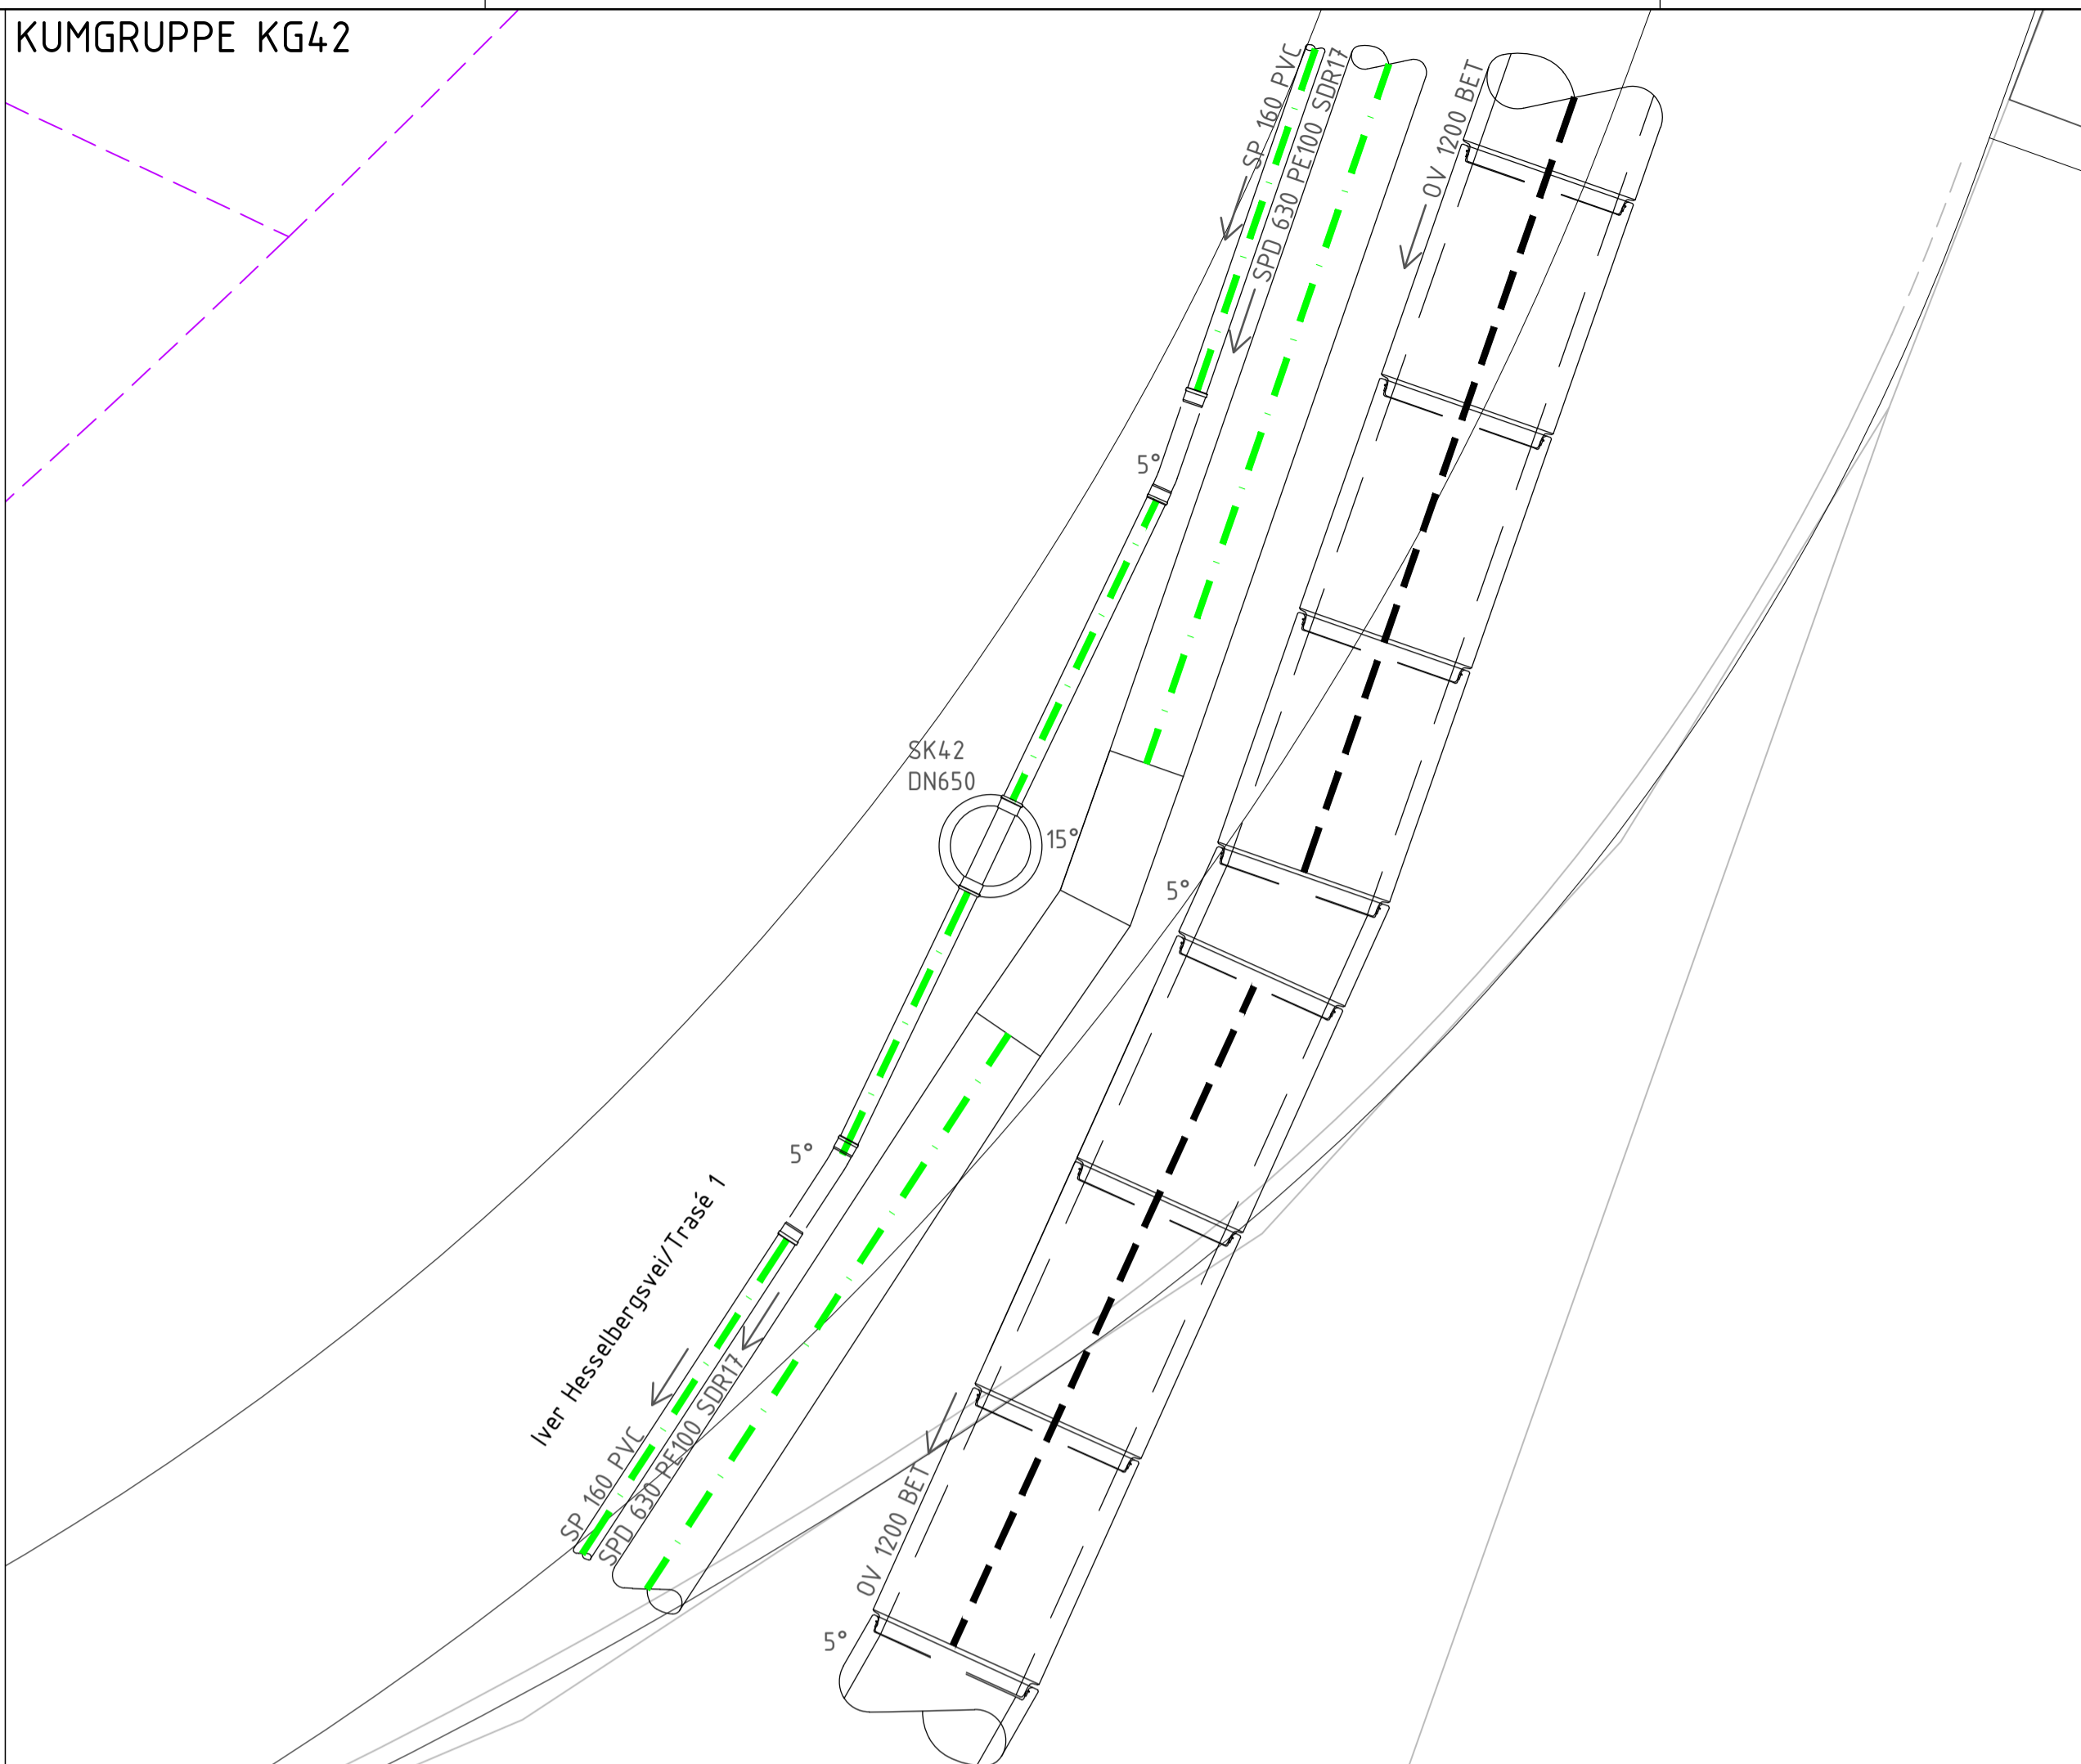 KUMGRUPPE KG42
SP 160 PVC
SPD 630 PE100 SDR17
OV 1200 BET
5°
SK42
DN650
15°
5°
5°
Iver Hesselbergsvei/Trasé 1
SP 160 PVC
SPD 630 PE100 SDR17
OV 1200 BET
5°